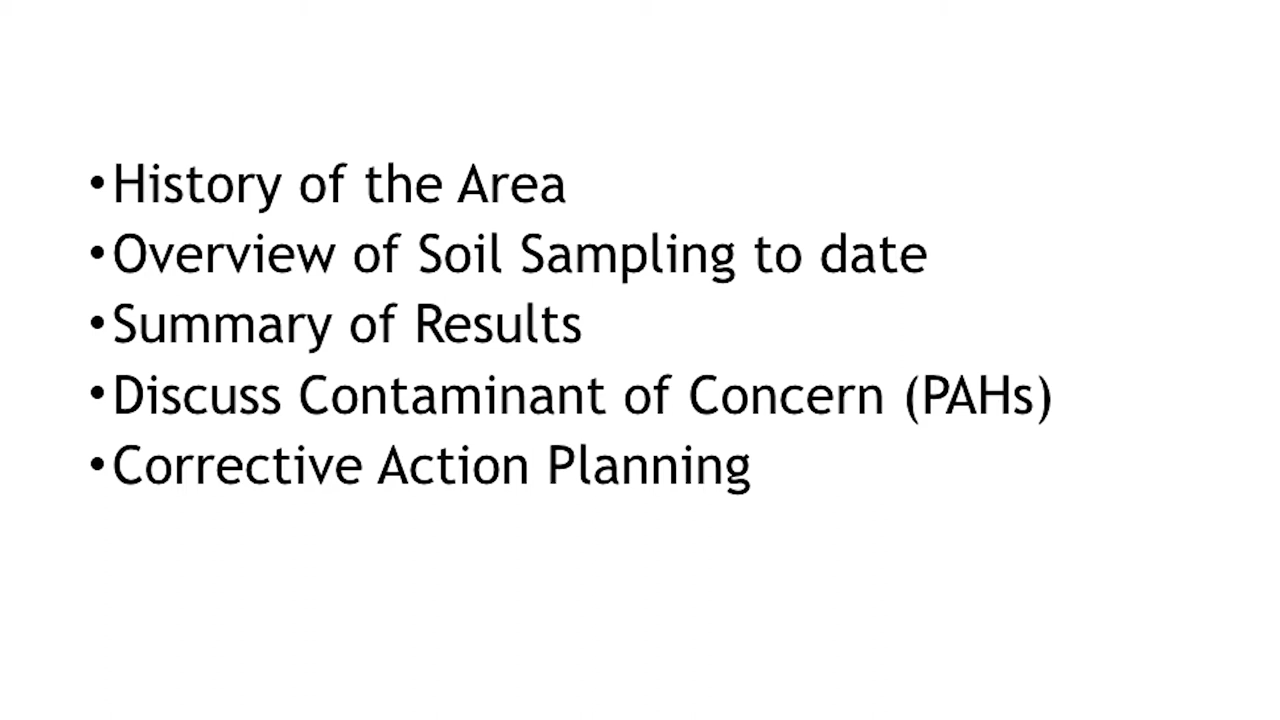 •History of the Area
•Overview of Soil Sampling to date
•Summary of Results
•Discuss Contaminant of Concern (PAHs)
•Corrective Action Planning